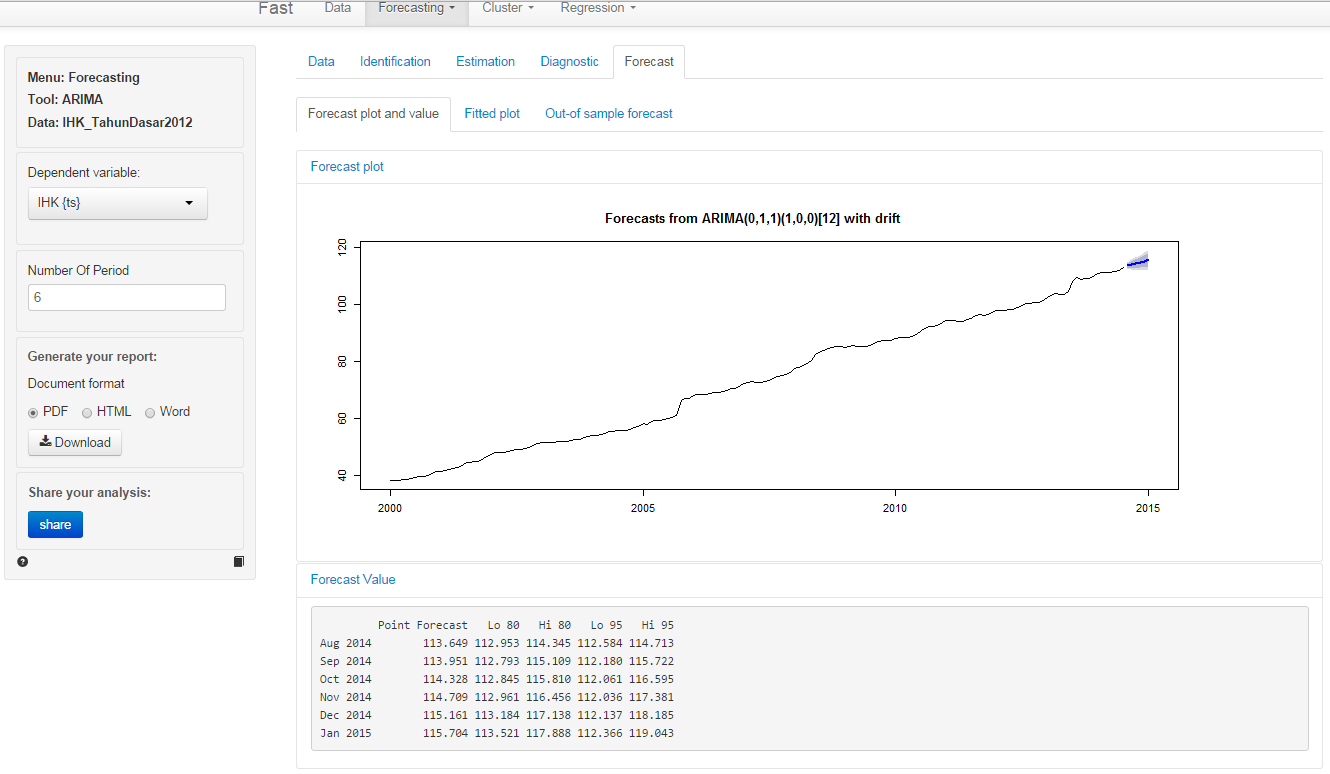 Fast Data Forecasting Cluster Regression
Menu: Forecasting
Tool: ARIMA
Data: IHK_TahunDasar2012
Dependent variable:
IHK {ts}
Number Of Period
6
Generate your report:
Document format
PDF HTML Word
Download
Share your analysis:
share
Data Identification Estimation Diagnostic Forecast
Forecast plot and value Fitted plot Out-of sample forecast
Forecast plot
Forecasts from ARIMA(0,1,1)(1,0,0)[12] with drift
120
100
80
60
40
2000 2005 2010 2015
Forecast Value
Point Forecast Lo 80 Hi 80 Lo 95 Hi 95
Aug 2014 113.649 112.953 114.345 112.584 114.713
Sep 2014 113.951 112.793 115.109 112.180 115.722
Oct 2014 114.328 112.845 115.810 112.061 116.595
Nov 2014 114.709 112.961 116.456 112.036 117.381
Dec 2014 115.161 113.184 117.138 112.137 118.185
Jan 2015 115.704 113.521 117.888 112.366 119.043